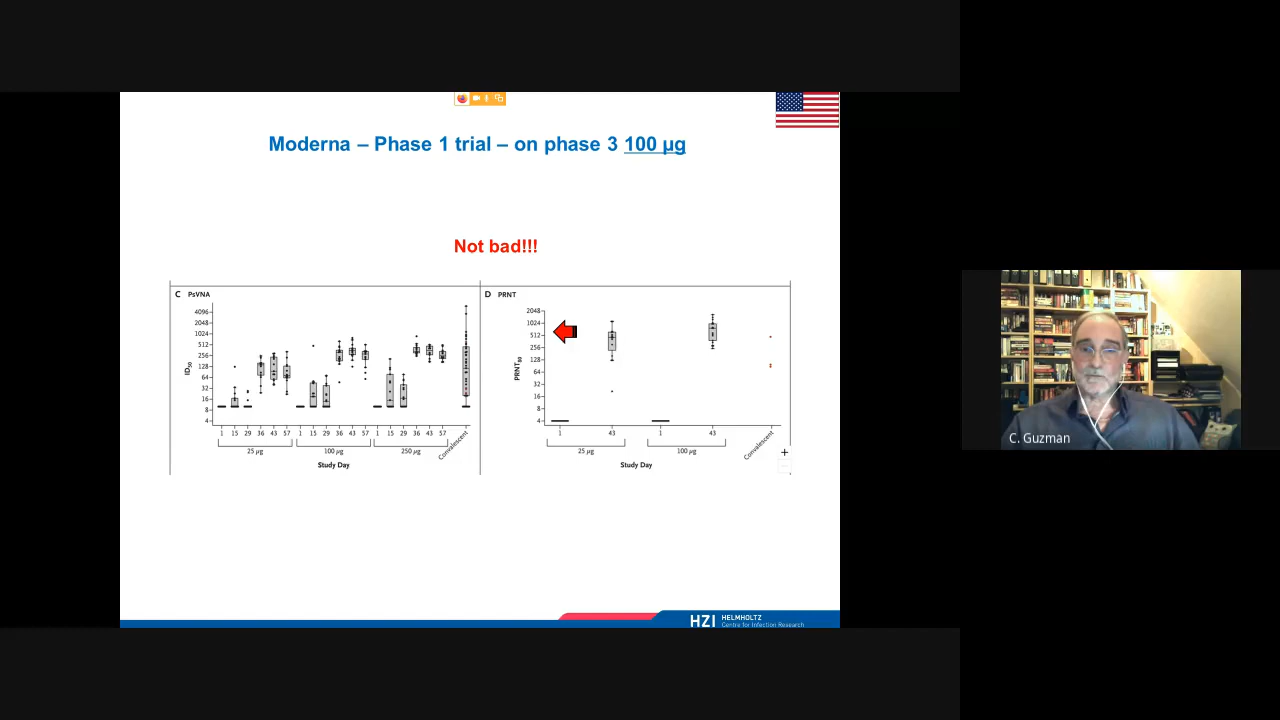 Moderna – Phase 1 trial – on phase 3 100 µg
Not bad!!!
C PsVNA
4096
2048
1024
512
256
128
64
32
16
8
4
ID50
1 15 29 36 43 57 1 15 29 36 43 57 1 15 29 36 43 57 Convalescent
25 µg 100 µg 250 µg
Study Day
D PRNT
2048
1024
512
256
128
64
32
16
8
4
PRNT80
1 43 1 43 Convalescent
25 µg 100 µg
Study Day
+
C. Guzman
HZI HELMHOLTZ
Centre for Infection Research